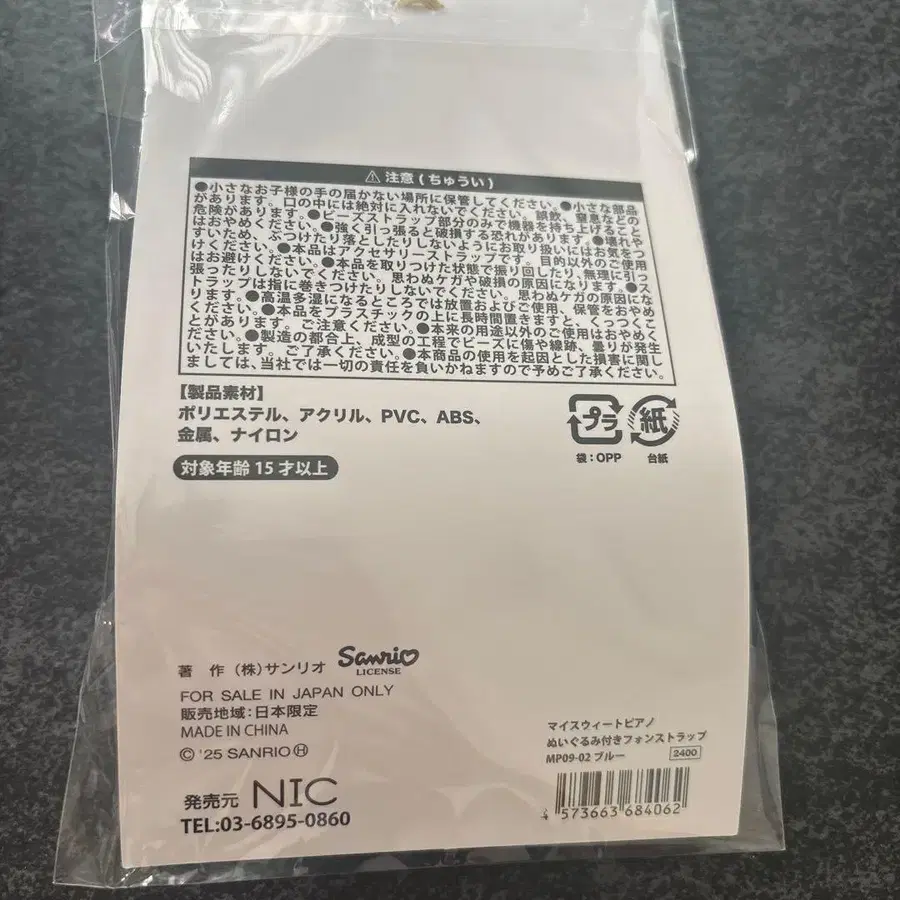 ⚠ 注意(ちゅうい)
●小さなお子様の手の届かない場所に保管してください。●小さな部品
があります。口の中には絶対に入れないでください。誤飲、窒息などの
危険があります。●ビーズストラップ部分のみで機器を持ち上げることや
はおやめください。●強く引っ張ると破損する恐れがあります。●壊れや
すいため、ぶつけたり落としたりしないようにお取り扱いにはお気をつ
けください。●本品はアクセサリーストラップです。目的以外のご使用
はお避けください。●本品を取りつけた状態で振り回したり、無理に引っ
張ったりしないでください。思わぬケガや破損の原因になります。●ス
トラップは指に巻きつけたりしないでください。思わぬケガの原因にな
ります。●高温多湿になるところでは放置およびご使用、保管をおやめ
ください。●本品をプラスチックの上に長時間置きますと、くっつくこ
とがあります。ご注意ください。●本来の用途以外のご使用はおやめく
ださい。●製造の都合上、成型の工程でビーズに傷や線跡、曇りが発生
します。ご了承ください。●本商品の使用を起因とした損害に関し
ましては、当社では一切の責任を負いかねますので予めご了承ください。
【製品素材】
ポリエステル、アクリル、PVC、ABS、
金属、ナイロン
プラ 紙
袋:OPP 台紙
対象年齢 15 才以上
著 作 (株)サンリオ Sanrio
LICENSE
FOR SALE IN JAPAN ONLY
販売地域:日本限定
MADE IN CHINA
© '25 SANRIO Ⓗ
発売元 NIC
TEL:03-6895-0860
マイスウィートピアノ
ぬいぐるみ付きフォンストラップ
MP09-02 ブルー 2400
4 573663 684062